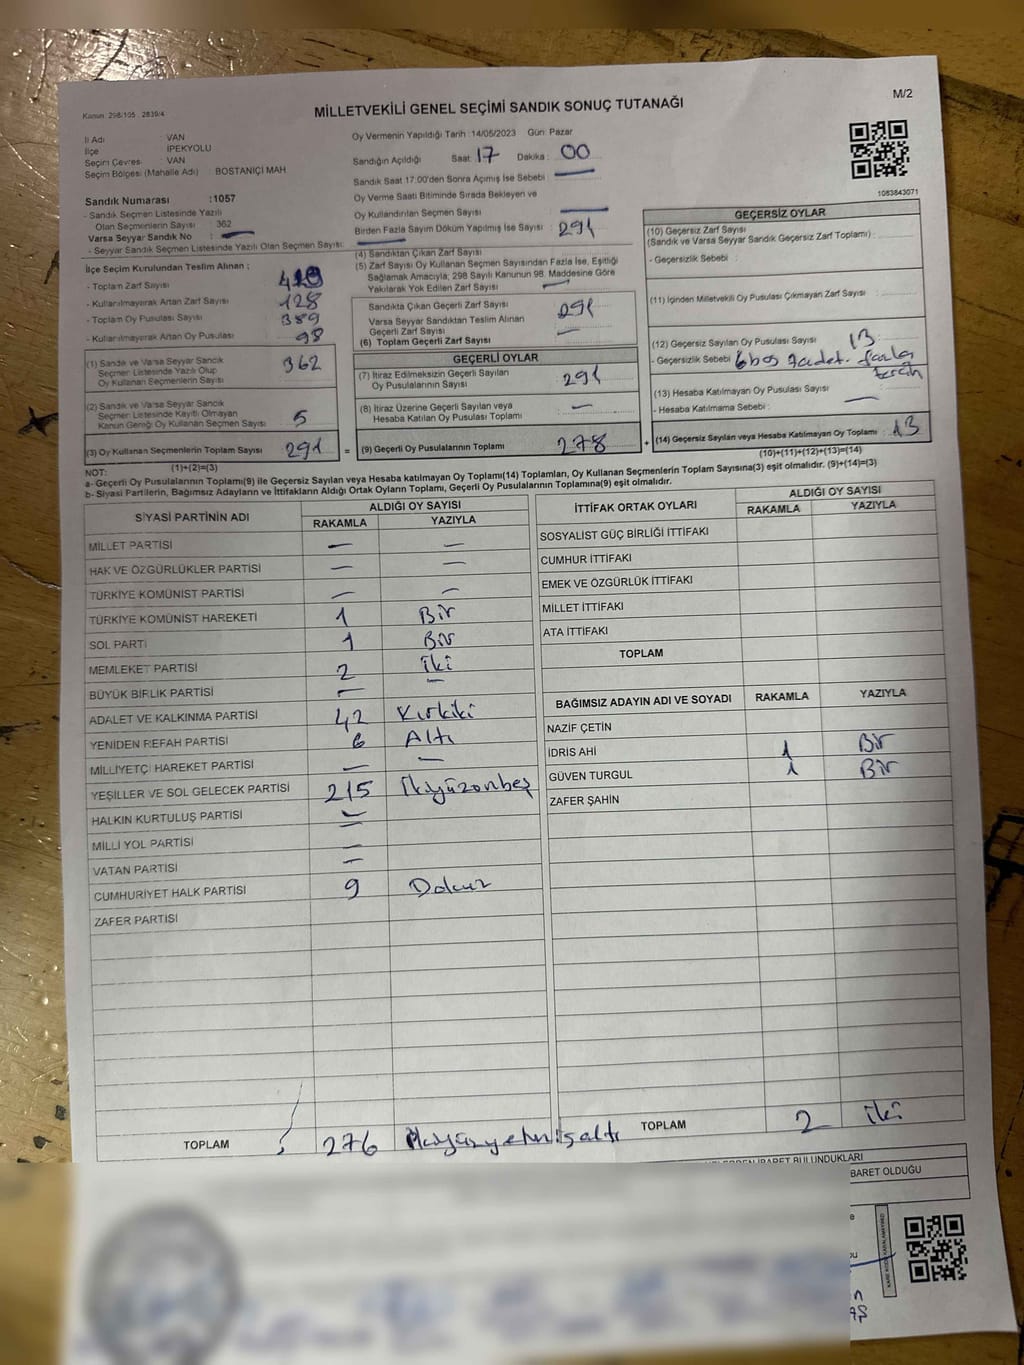 Kanun: 298/105 2839/4
MİLLETVEKİLİ GENEL SEÇİMİ SANDIK SONUÇ TUTANAĞI
M/2
İl Adı : VAN
İlçe : İPEKYOLU
Seçim Çevresi : VAN
Seçim Bölgesi (Mahalle Adı) BOSTANİÇİ MAH
Sandık Numarası :1057
- Sandık Seçmen Listesinde Yazılı
Olan Seçmenlerin Sayısı : 362
Varsa Seyyar Sandık No : —
- Seyyar Sandık Seçmen Listesinde Yazılı Olan Seçmen Sayısı: —
Oy Vermenin Yapıldığı Tarih :14/05/2023 Gün: Pazar
Sandığın Açıldığı Saat: 17 Dakika : 00
Sandık Saat 17:00'den Sonra Açımış İse Sebebi : —
Oy Verme Saati Bitiminde Sırada Bekleyen ve
Oy Kullandırılan Seçmen Sayısı —
Birden Fazla Sayım Döküm Yapılmış İse Sayısı : 291
1083843071
İlçe Seçim Kurulundan Teslim Alınan ;
- Toplam Zarf Sayısı
- Kullanılmayarak Artan Zarf Sayısı : 128
- Toplam Oy Pusulası Sayısı : 389
- Kullanılmayarak Artan Oy Pusulası : 98
(1) Sandık ve Varsa Seyyar Sandık
Seçmen Listesinde Yazılı Olup
Oy Kullanan Seçmenlerin Sayısı : 362
(2) Sandık ve Varsa Seyyar Sandık
Seçmen Listesinde Kayıtlı Olmayan
Kanun Gereği Oy Kullanan Seçmen Sayısı : 5
(3) Oy Kullanan Seçmenlerin Toplam Sayısı : 291
(1)+(2)=(3)
(4) Sandıktan Çıkan Zarf Sayısı
(5) Zarf Sayısı Oy Kullanan Seçmen Sayısından Fazla İse, Eşitliği
Sağlamak Amacıyla; 298 Sayılı Kanunun 98. Maddesine Göre
Yakılarak Yok Edilen Zarf Sayısı : —
Sandıkta Çıkan Geçerli Zarf Sayısı 291
Varsa Seyyar Sandıktan Teslim Alınan
Geçerli Zarf Sayısı —
(6) Toplam Geçerli Zarf Sayısı
GEÇERLİ OYLAR
(7) İtiraz Edilmeksizin Geçerli Sayılan
Oy Pusulalarının Sayısı : 291
(8) İtiraz Üzerine Geçerli Sayılan veya
Hesaba Katılan Oy Pusulası Toplamı : —
= (9) Geçerli Oy Pusulalarının Toplamı : 278
GEÇERSİZ OYLAR
(10) Geçersiz Zarf Sayısı
(Sandık ve Varsa Seyyar Sandık Geçersiz Zarf Toplamı) :
- Geçersizlik Sebebi :
(11) İçinden Milletvekili Oy Pusulası Çıkmayan Zarf Sayısı :
(12) Geçersiz Sayılan Oy Pusulası Sayısı : 13
- Geçersizlik Sebebi : 6 boş 7 adet. fazla
(13) Hesaba Katılmayan Oy Pusulası Sayısı : —
- Hesaba Katılmama Sebebi :
+ (14) Geçersiz Sayılan veya Hesaba Katılmayan Oy Toplamı : 13
(10)+(11)+(12)+(13)=(14)
NOT:
a- Geçerli Oy Pusulalarının Toplamı(9) ile Geçersiz Sayılan veya Hesaba katılmayan Oy Toplamı(14) Toplamları, Oy Kullanan Seçmenlerin Toplam Sayısına(3) eşit olmalıdır. (9)+(14)=(3)
b- Siyasi Partilerin, Bağımsız Adayların ve İttifakların Aldığı Ortak Oyların Toplamı, Geçerli Oy Pusulalarının Toplamına(9) eşit olmalıdır.
SİYASİ PARTİNİN ADI ALDIĞI OY SAYISI
RAKAMLA YAZIYLA
MİLLET PARTİSİ — —
HAK VE ÖZGÜRLÜKLER PARTİSİ — —
TÜRKİYE KOMÜNİST PARTİSİ — —
TÜRKİYE KOMÜNİST HAREKETİ 1 Bir
SOL PARTİ 1 Bir
MEMLEKET PARTİSİ 2 iki
BÜYÜK BİRLİK PARTİSİ — —
ADALET VE KALKINMA PARTİSİ 42 Kırkiki
YENİDEN REFAH PARTİSİ 6 Altı
MİLLİYETÇİ HAREKET PARTİSİ — —
YEŞİLLER VE SOL GELECEK PARTİSİ 215 İkiyüzonbeş
HALKIN KURTULUŞ PARTİSİ —
MİLLİ YOL PARTİSİ —
VATAN PARTİSİ —
CUMHURİYET HALK PARTİSİ 9 Dokuz
ZAFER PARTİSİ
TOPLAM 276 ikiyüzyetmişaltı
İTTİFAK ORTAK OYLARI ALDIĞI OY SAYISI
RAKAMLA YAZIYLA
SOSYALİST GÜÇ BİRLİĞİ İTTİFAKI
CUMHUR İTTİFAKI
EMEK VE ÖZGÜRLÜK İTTİFAKI
MİLLET İTTİFAKI
ATA İTTİFAKI
TOPLAM
BAĞIMSIZ ADAYIN ADI VE SOYADI RAKAMLA YAZIYLA
NAZİF ÇETİN
İDRİS AHİ 1 Bir
GÜVEN TURGUL 1 Bir
ZAFER ŞAHİN
TOPLAM 2 iki
İBARET BULUNDUKLARI
BARET OLDUĞU